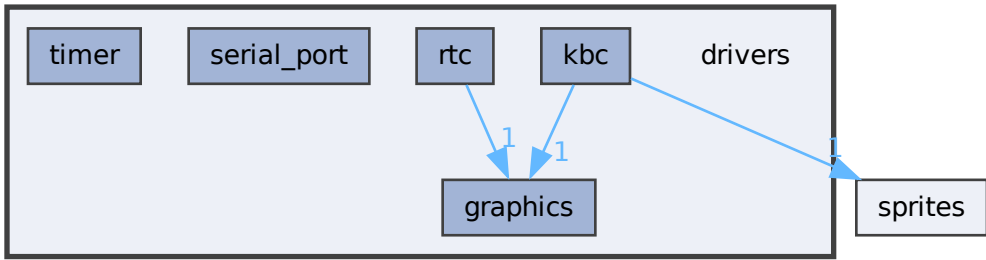 timer
serial_port
rtc
kbc
drivers
1
1
1
graphics
sprites